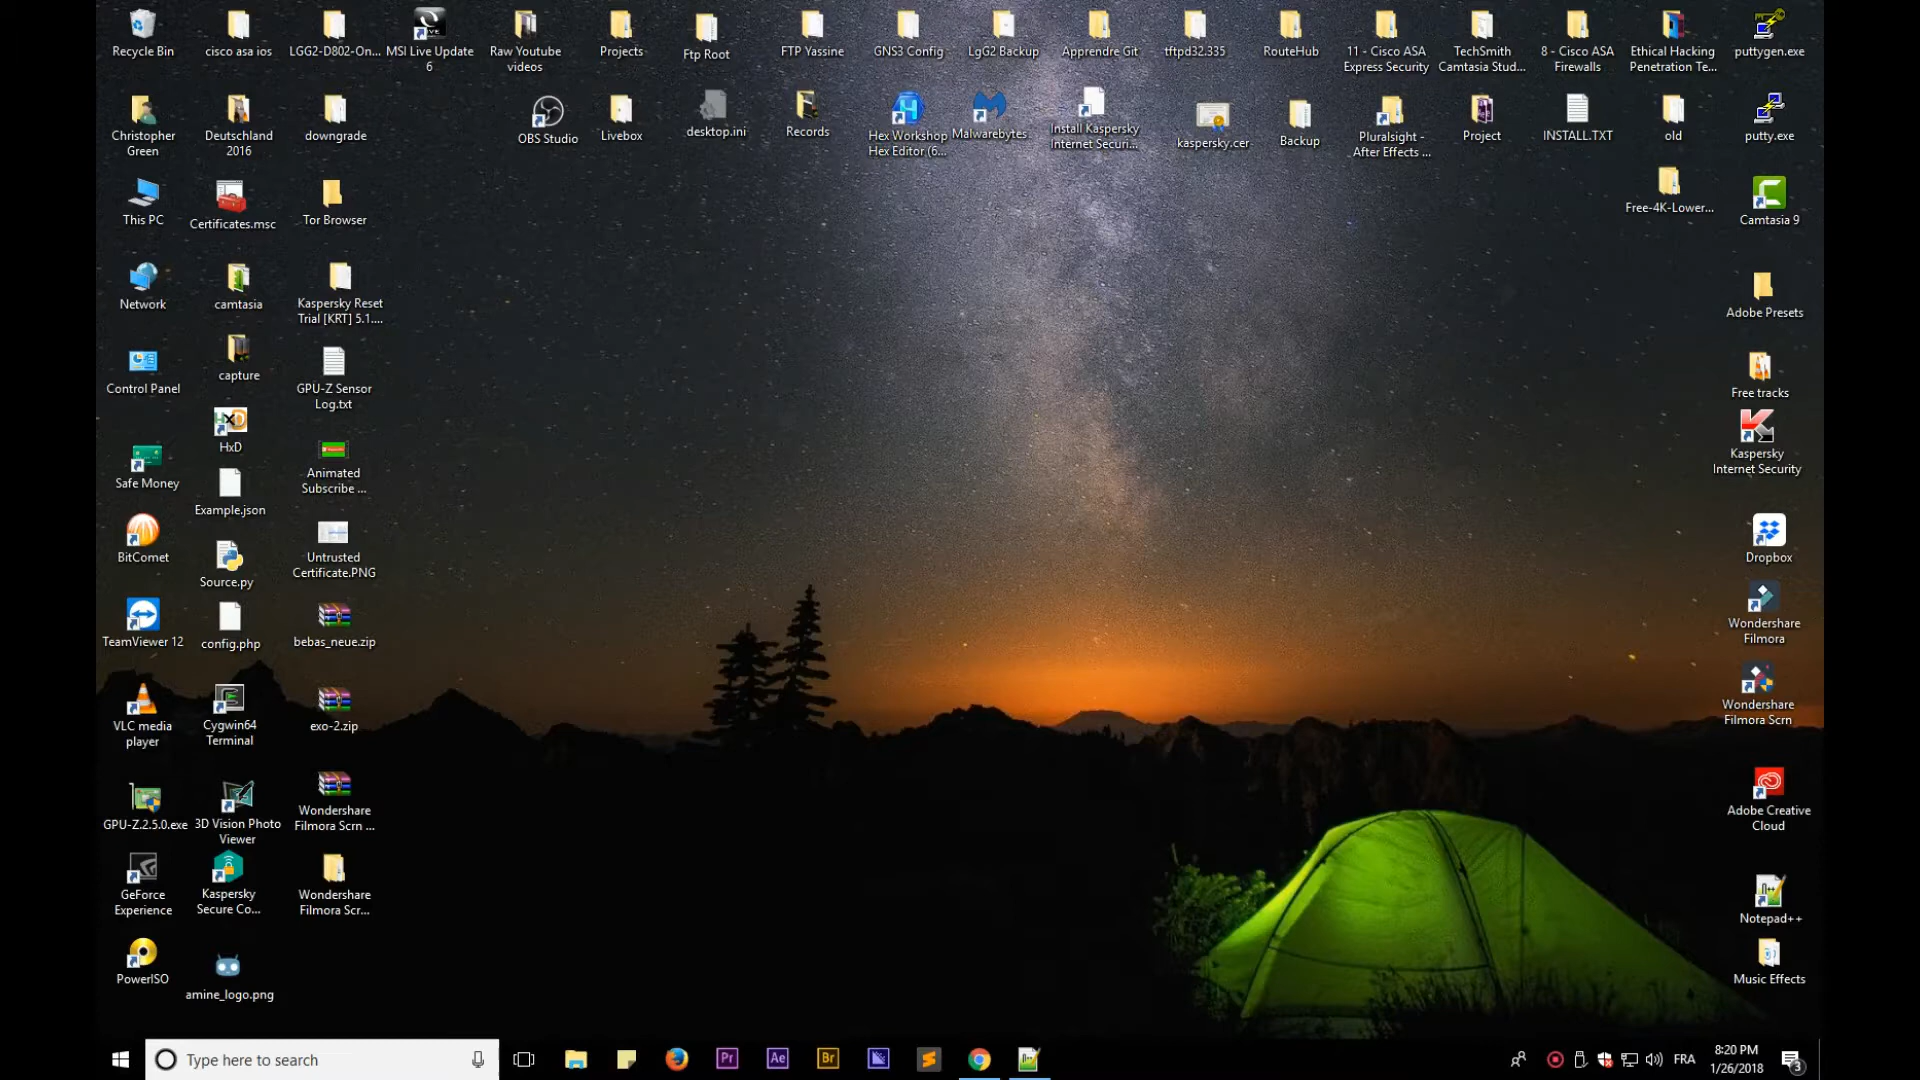 Recycle Bin
cisco asa ios
LGG2-D802-On...
MSI Live Update
6
Raw Youtube
videos
Projects
Ftp Root
FTP Yassine
GNS3 Config
LgG2 Backup
Apprendre Git
tftpd32.335
RouteHub
11 - Cisco ASA
Express Security
TechSmith
Camtasia Stud...
8 - Cisco ASA
Firewalls
Ethical Hacking
Penetration Te...
puttygen.exe
Christopher
Green
Deutschland
2016
downgrade
OBS Studio
Livebox
desktop.ini
Records
Hex Workshop
Hex Editor (6...
Malwarebytes
Install Kaspersky
Internet Securi...
kaspersky.cer
Backup
Pluralsight -
After Effects ...
Project
INSTALL.TXT
old
putty.exe
This PC
Certificates.msc
Tor Browser
Free-4K-Lower...
Camtasia 9
Network
camtasia
Kaspersky Reset
Trial [KRT] 5.1....
Adobe Presets
Control Panel
capture
GPU-Z Sensor
Log.txt
Free tracks
HxD
Kaspersky
Internet Security
Safe Money
Example.json
Animated
Subscribe ...
BitComet
Source.py
Untrusted
Certificate.PNG
Dropbox
TeamViewer 12
config.php
bebas_neue.zip
Wondershare
Filmora
VLC media
player
Cygwin64
Terminal
exo-2.zip
Wondershare
Filmora Scrn
GPU-Z.2.5.0.exe
3D Vision Photo
Viewer
Wondershare
Filmora Scrn ...
Adobe Creative
Cloud
GeForce
Experience
Kaspersky
Secure Co...
Wondershare
Filmora Scr...
Notepad++
PowerISO
amine_logo.png
Music Effects
Type here to search
Pr
Ae
Br
FRA
8:20 PM
1/26/2018
3